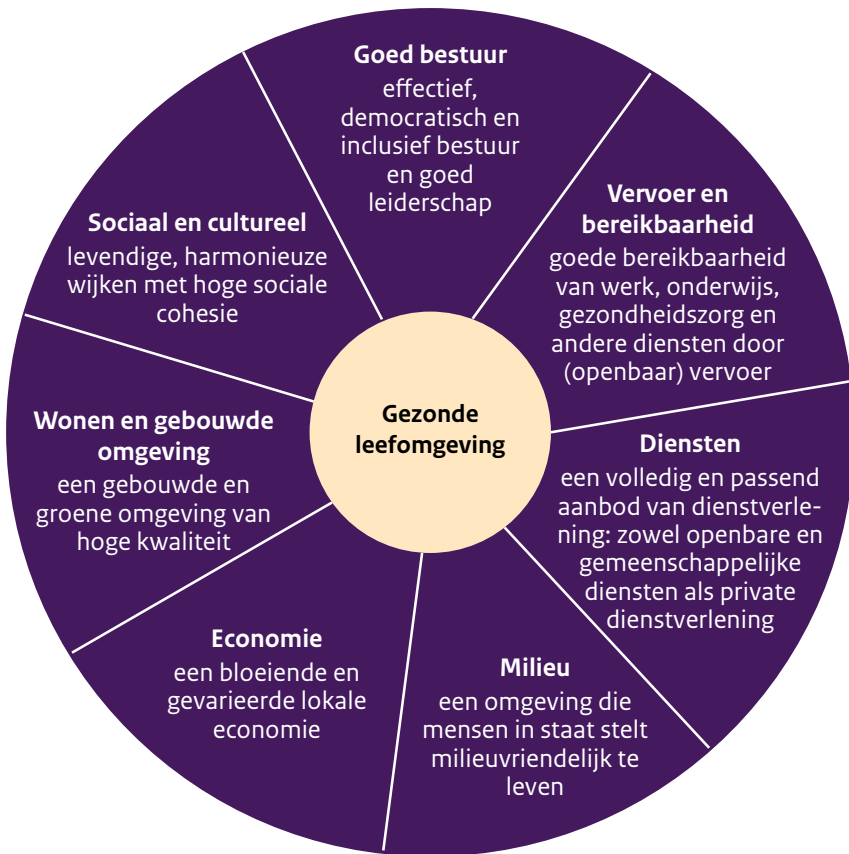 Goed bestuur
effectief,
democratisch en
inclusief bestuur
en goed
leiderschap
Vervoer en
bereikbaarheid
goede bereikbaarheid
van werk, onderwijs,
gezondheidszorg en
andere diensten door
(openbaar) vervoer
Diensten
een volledig en passend
aanbod van dienstverle-
ning: zowel openbare en
gemeenschappelijke
diensten als private
dienstverlening
Milieu
een omgeving die
mensen in staat stelt
milieuvriendelijk te
leven
Economie
een bloeiende en
gevarieerde lokale
economie
Wonen en gebouwde
omgeving
een gebouwde en
groene omgeving van
hoge kwaliteit
Sociaal en cultureel
levendige, harmonieuze
wijken met hoge sociale
cohesie
Gezonde
leefomgeving